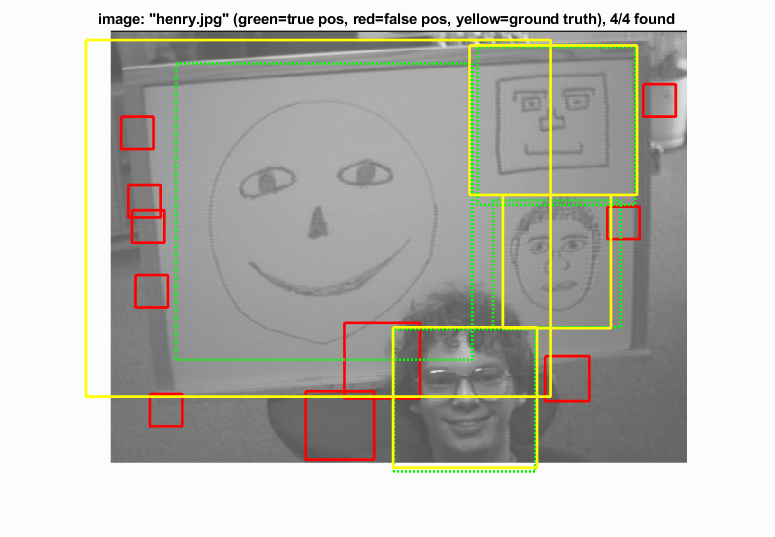 image: "henry.jpg" (green=true pos, red=false pos, yellow=ground truth), 4/4 found